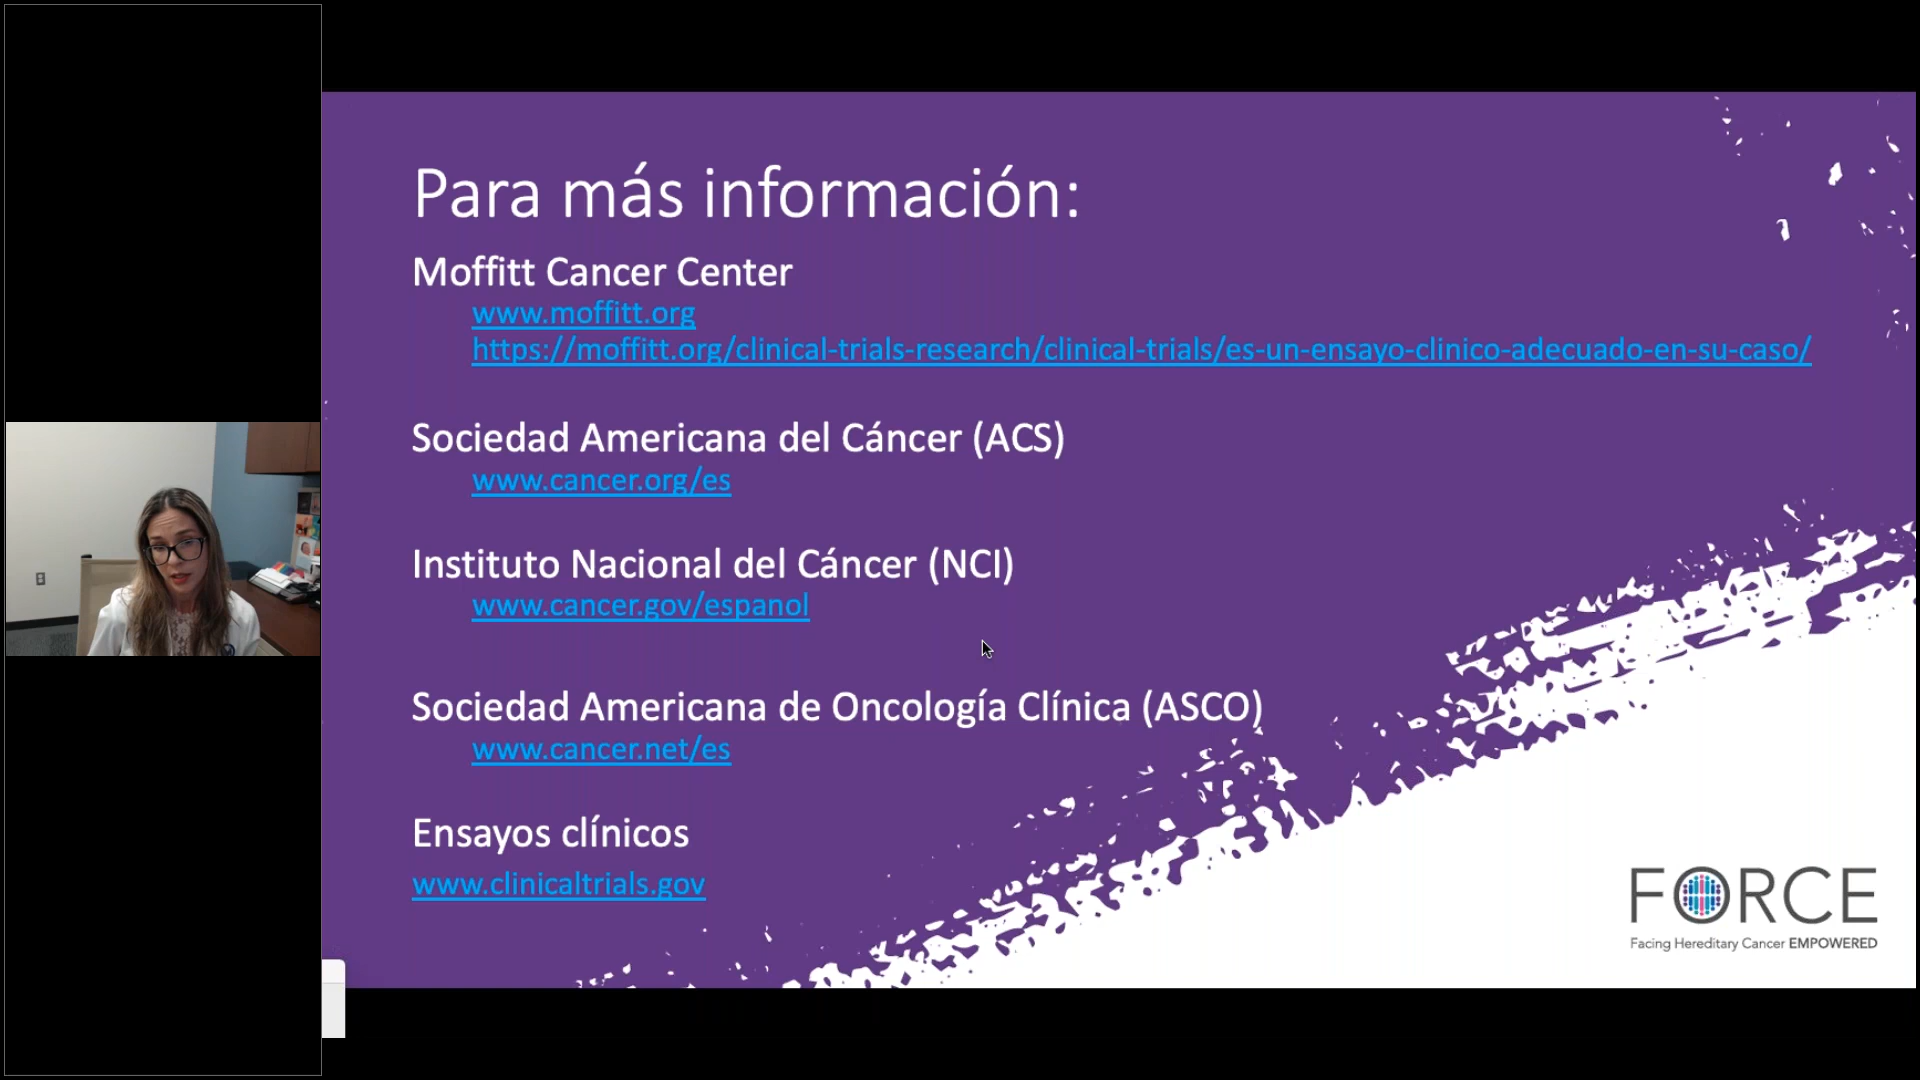 Para más información:
Moffitt Cancer Center
www.moffitt.org
https://moffitt.org/clinical-trials-research/clinical-trials/es-un-ensayo-clinico-adecuado-en-su-caso/
Sociedad Americana del Cáncer (ACS)
www.cancer.org/es
Instituto Nacional del Cáncer (NCI)
www.cancer.gov/espanol
Sociedad Americana de Oncología Clínica (ASCO)
www.cancer.net/es
Ensayos clínicos
www.clinicaltrials.gov
FORCE
Facing Hereditary Cancer EMPOWERED